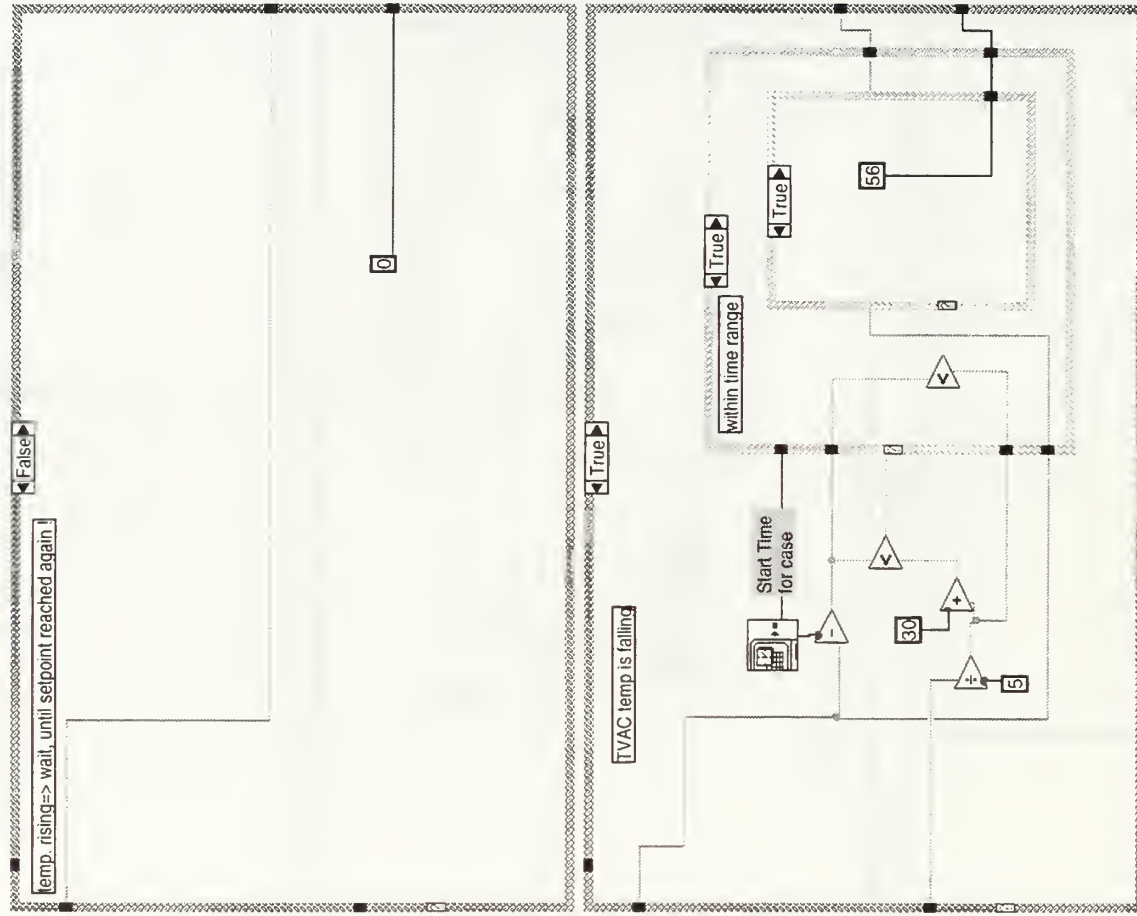 False
temp. rising=> wait, until setpoint reached again !
0
True
TVAC temp is falling
Start Time
for case
within time range
True
True
56
30
5